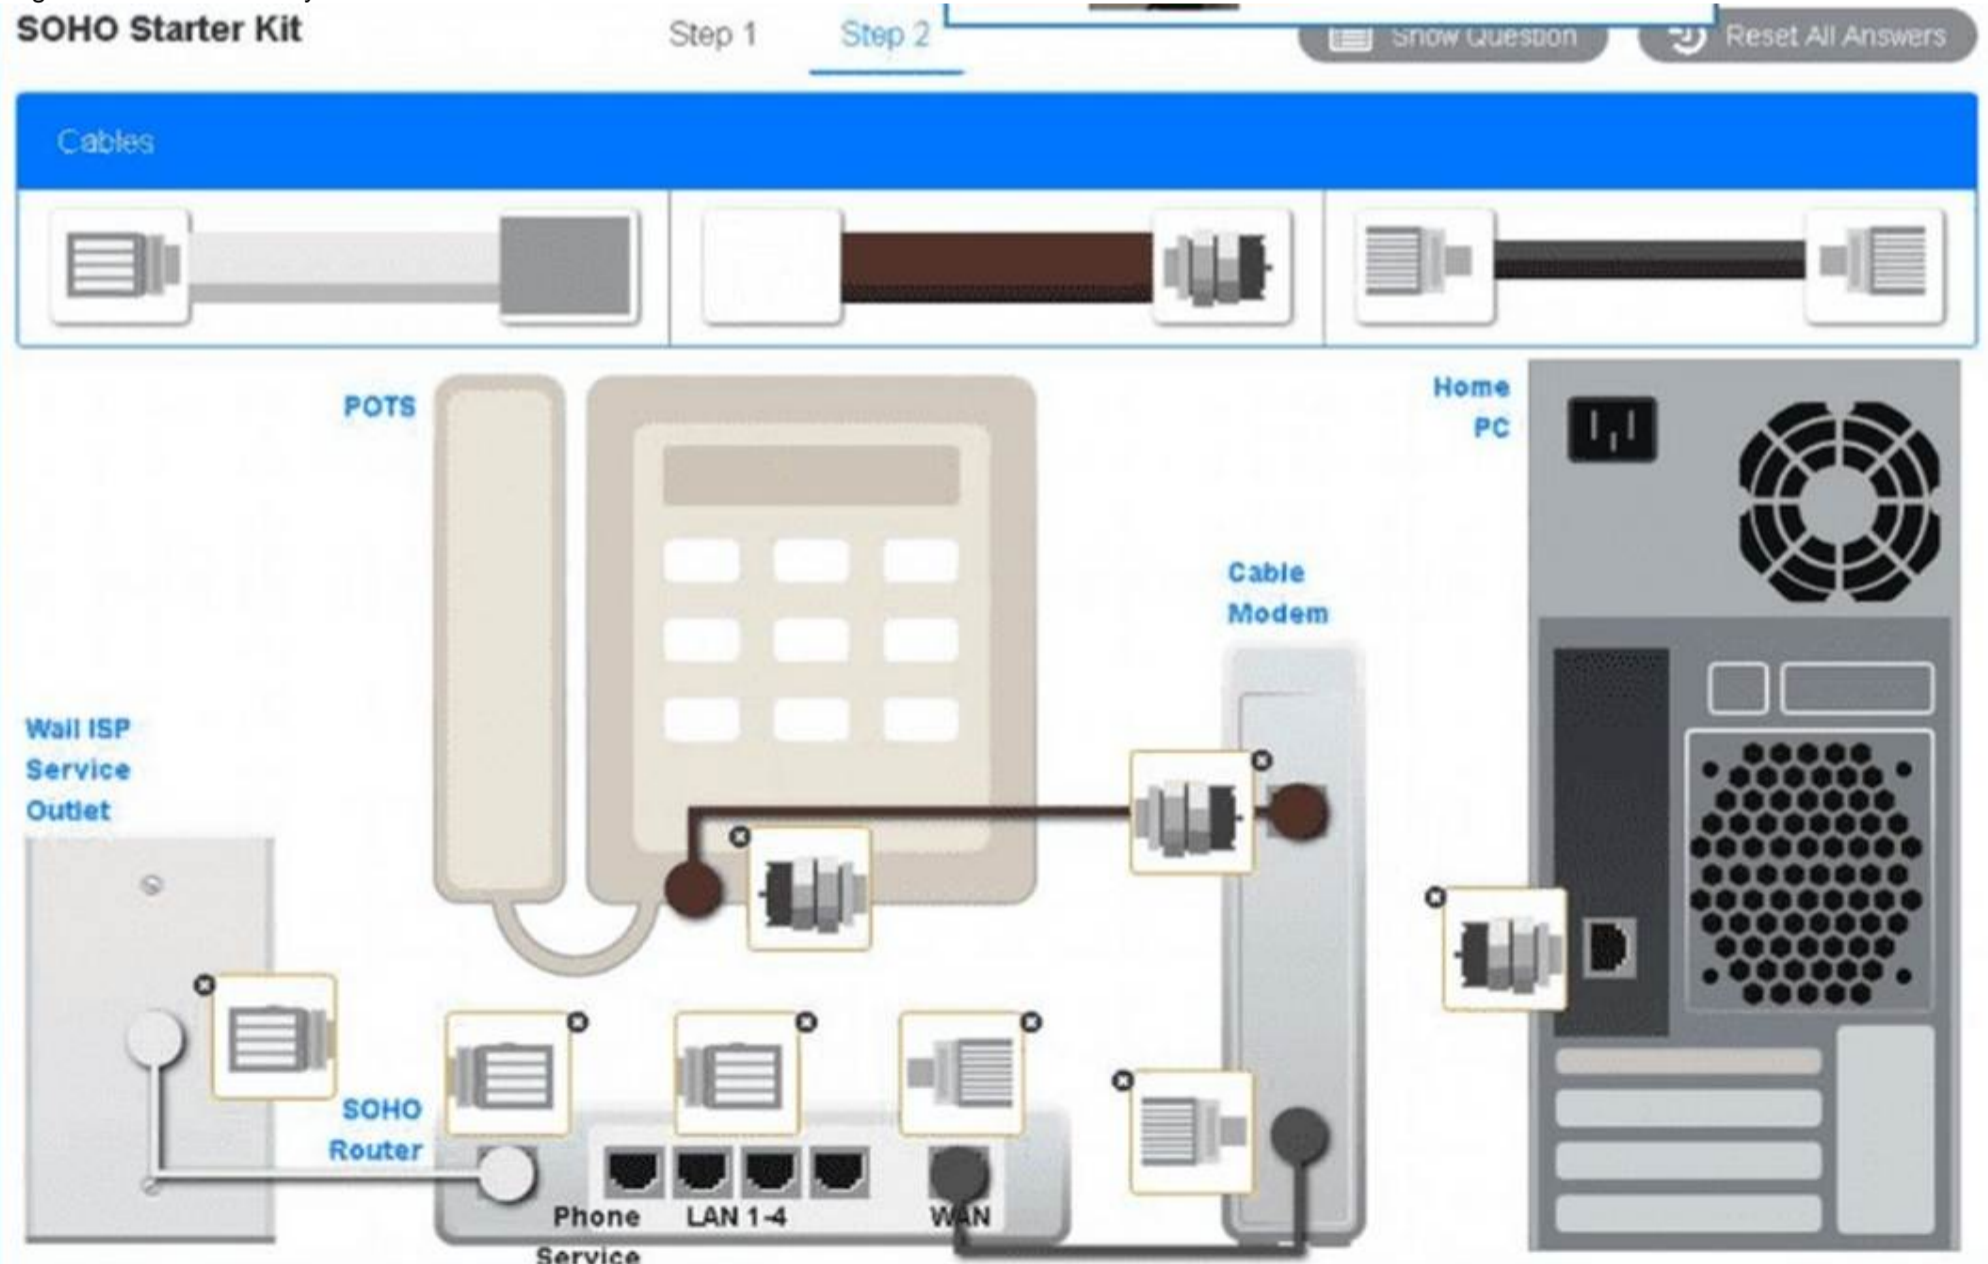 SOHO Starter Kit
Step 1
Step 2
Show Question
Reset All Answers
Cables
POTS
Home
PC
Cable
Modem
Wall ISP
Service
Outlet
SOHO
Router
Phone
Service
LAN 1-4
WAN